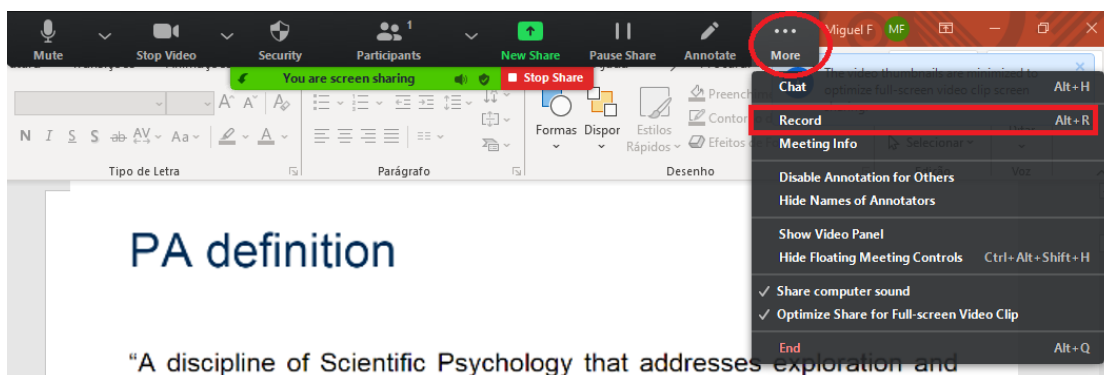 1
Mute Stop Video Security Participants New Share Pause Share Annotate More
Miguel F MF
You are screen sharing Stop Share
The video thumbnails are minimized to
optimize full-screen video clip screen
Chat Alt+H
Record Alt+R
Meeting Info
Disable Annotation for Others
Hide Names of Annotators
Show Video Panel
Hide Floating Meeting Controls Ctrl+Alt+Shift+H
Share computer sound
Optimize Share for Full-screen Video Clip
End Alt+Q
A A A
N I S S ab AV Aa A
Formas Dispor Estilos
Rápidos
Efeitos
Selecionar
Tipo de Letra Parágrafo Desenho Voz
PA definition
“A discipline of Scientific Psychology that addresses exploration and